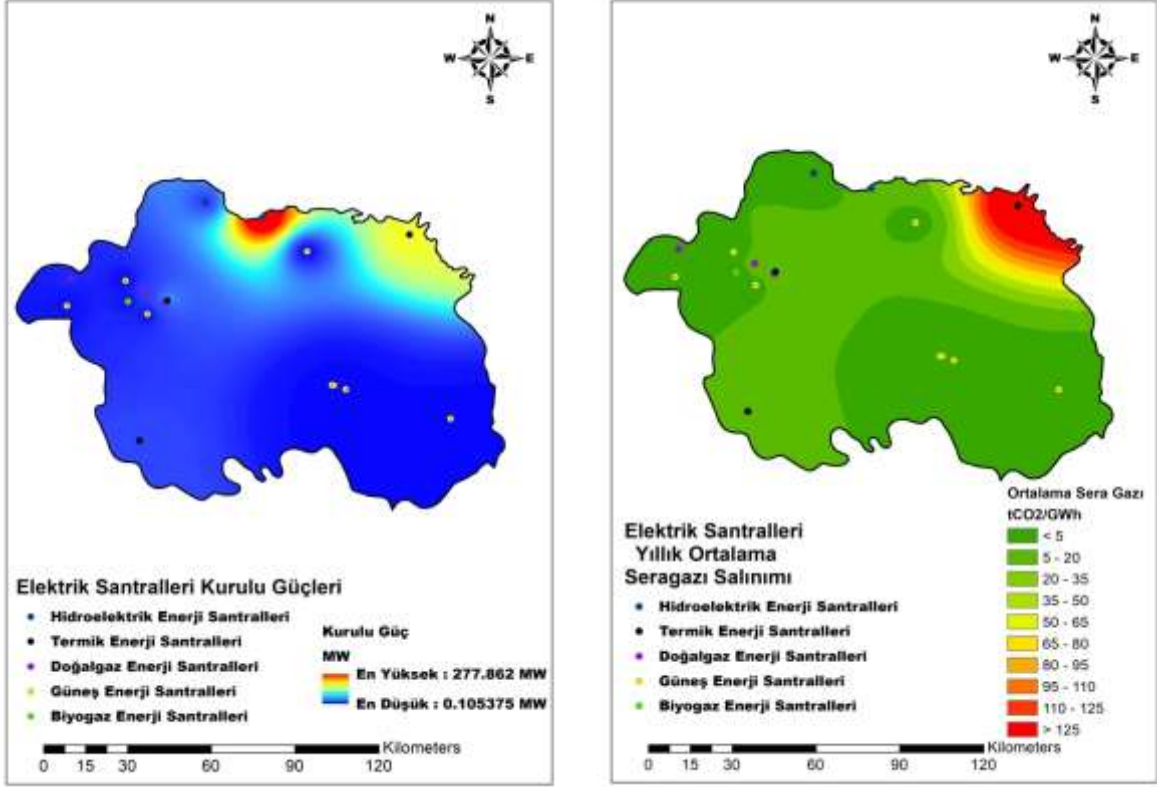 N
W E
S
Elektrik Santralleri Kurulu Güçleri
Hidroelektrik Enerji Santralleri
Termik Enerji Santralleri
Doğalgaz Enerji Santralleri
Güneş Enerji Santralleri
Biyogaz Enerji Santralleri
Kurulu Güç
MW
En Yüksek : 277.862 MW
En Düşük : 0.105375 MW
Kilometers
0 15 30 60 90 120
N
W E
S
Elektrik Santralleri
Yıllık Ortalama
Seragazı Salınımı
Hidroelektrik Enerji Santralleri
Termik Enerji Santralleri
Doğalgaz Enerji Santralleri
Güneş Enerji Santralleri
Biyogaz Enerji Santralleri
Ortalama Sera Gazı
tCO2/GWh
< 5
5 - 20
20 - 35
35 - 50
50 - 65
65 - 80
80 - 95
95 - 110
110 - 125
> 125
Kilometers
0 15 30 60 90 120